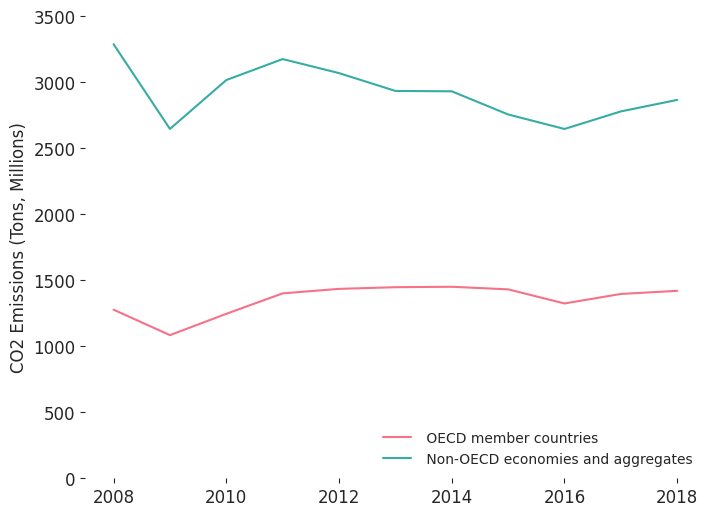 3500
3000
2500
2000
1500
1000
500
0
CO2 Emissions (Tons, Millions)
OECD member countries
Non-OECD economies and aggregates
2008 2010 2012 2014 2016 2018